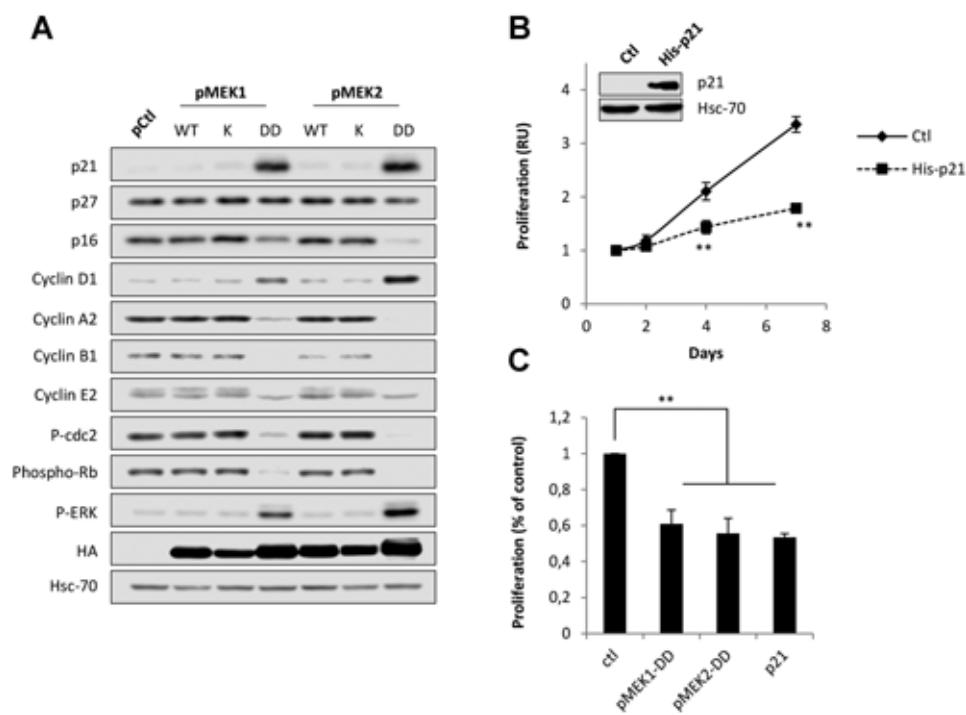 A
pMEK1 pMEK2
pCtl WT K DD WT K DD
p21
p27
p16
Cyclin D1
Cyclin A2
Cyclin B1
Cyclin E2
P-cdc2
Phospho-Rb
P-ERK
HA
Hsc-70
B
Ctl His-p21
p21
Hsc-70
Proliferation (RU)
4
3
2
1
0
0 2 4 6 8
Days
**
**
Ctl
His-p21
C
**
Proliferation (% of control)
1,2
1
0,8
0,6
0,4
0,2
0
ctl
pMEK1-DD
pMEK2-DD
p21